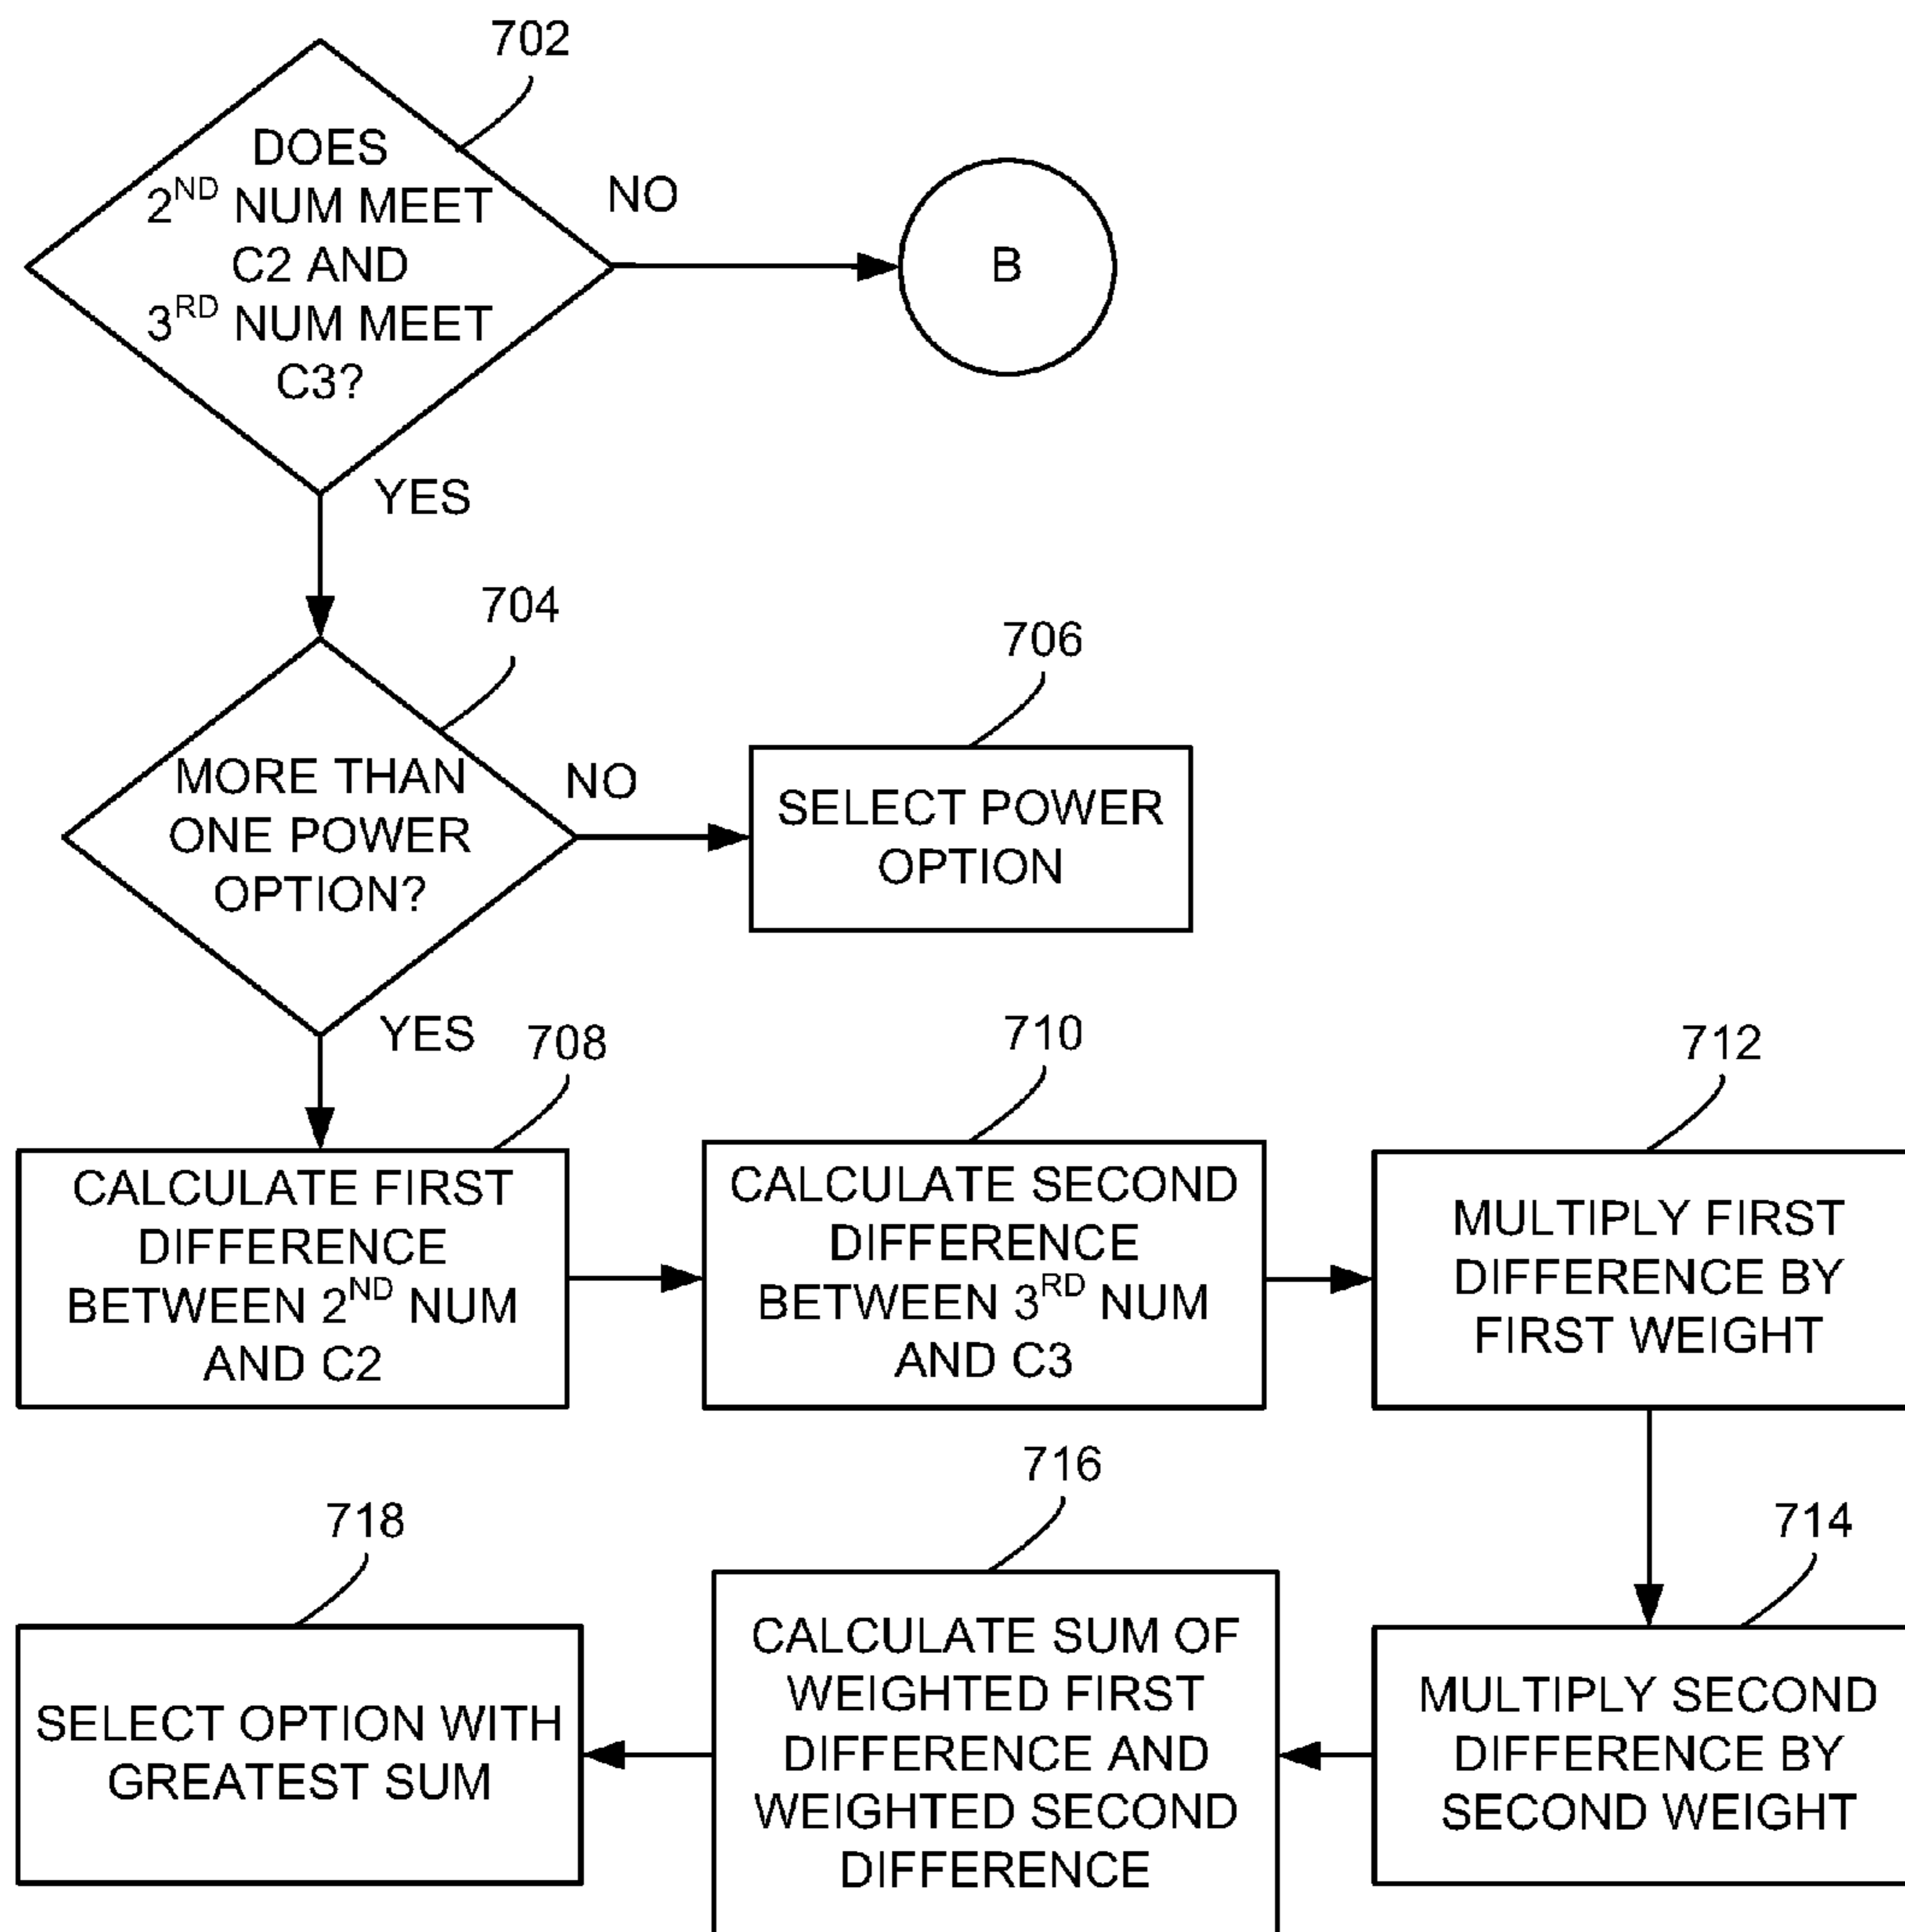 702
DOES
2ND NUM MEET
C2 AND
3RD NUM MEET
C3?
NO
B
YES
704
MORE THAN
ONE POWER
OPTION?
NO
706
SELECT POWER
OPTION
YES
708
CALCULATE FIRST
DIFFERENCE
BETWEEN 2ND NUM
AND C2
710
CALCULATE SECOND
DIFFERENCE
BETWEEN 3RD NUM
AND C3
712
MULTIPLY FIRST
DIFFERENCE BY
FIRST WEIGHT
714
MULTIPLY SECOND
DIFFERENCE BY
SECOND WEIGHT
716
CALCULATE SUM OF
WEIGHTED FIRST
DIFFERENCE AND
WEIGHTED SECOND
DIFFERENCE
718
SELECT OPTION WITH
GREATEST SUM